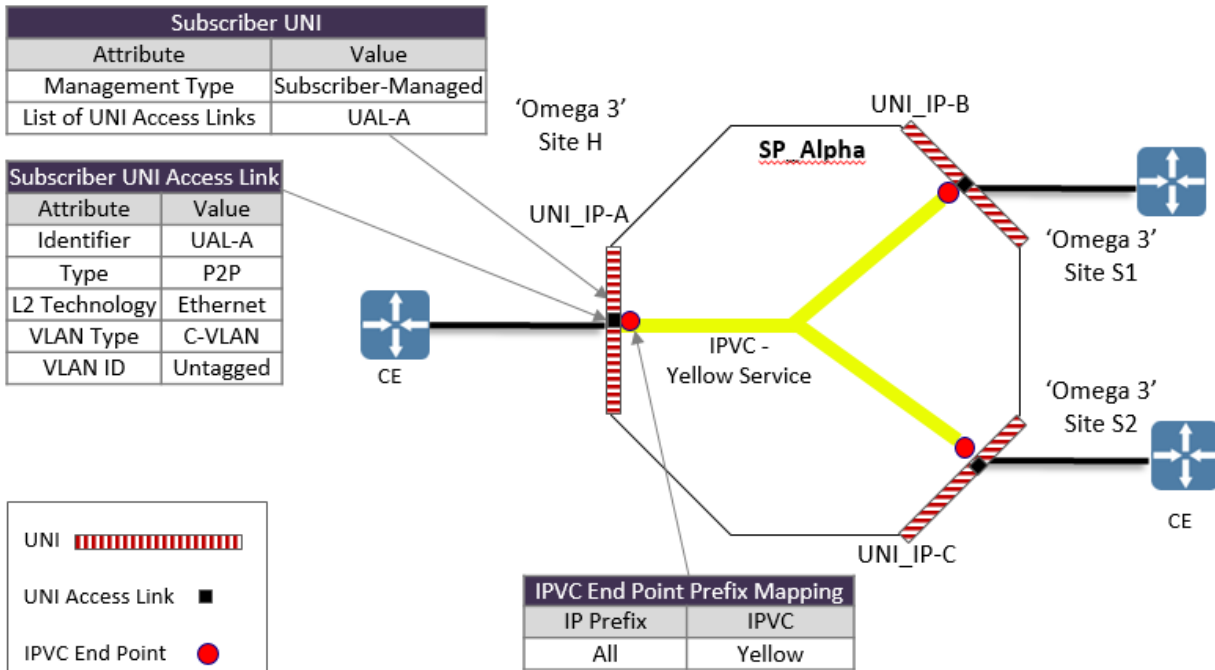 Subscriber UNI
Attribute Value
Management Type Subscriber-Managed
List of UNI Access Links UAL-A
Subscriber UNI Access Link
Attribute Value
Identifier UAL-A
Type P2P
L2 Technology Ethernet
VLAN Type C-VLAN
VLAN ID Untagged
‘Omega 3’
Site H
UNI_IP-A
SP_Alpha
UNI_IP-B
‘Omega 3’
Site S1
CE
IPVC -
Yellow Service
‘Omega 3’
Site S2
CE
UNI_IP-C
UNI
UNI Access Link
IPVC End Point
IPVC End Point Prefix Mapping
IP Prefix IPVC
All Yellow